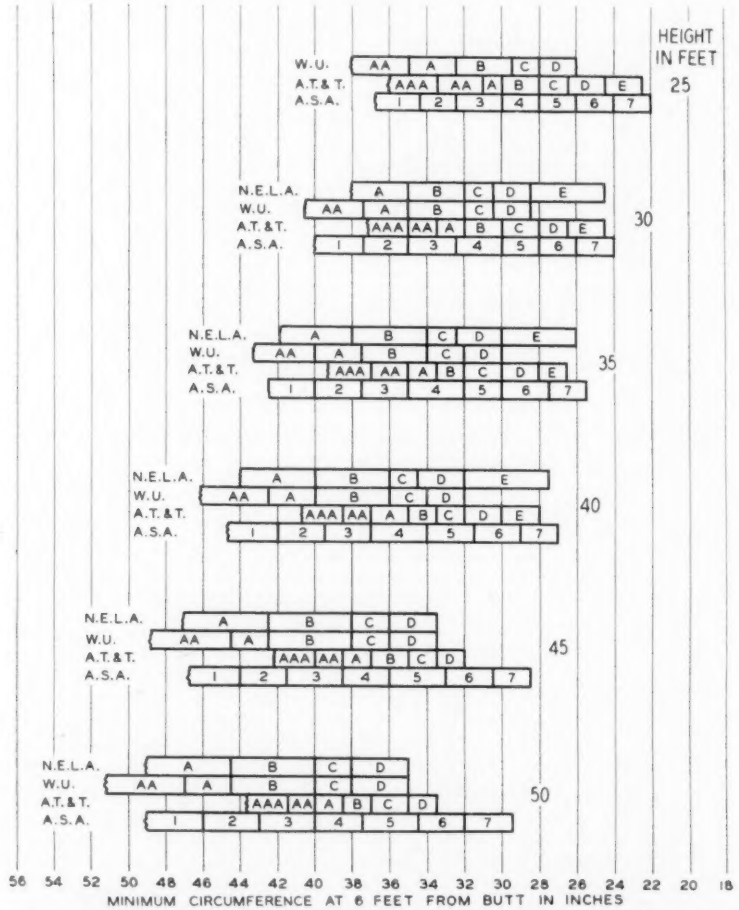 HEIGHT
IN FEET
W.U. AA A B C D
A.T.& T. AAA AA A B C D E 25
A.S.A. 1 2 3 4 5 6 7
N.E.L.A. A B C D E
W.U. AA A B C D
30
A.T.& T. AAA AA A B C D E
A.S.A. 1 2 3 4 5 6 7
N.E.L.A. A B C D E
W.U. AA A B C D
35
A.T.& T. AAA AA A B C D E
A.S.A. 1 2 3 4 5 6 7
N.E.L.A. A B C D E
W.U. AA A B C D
40
A.T.& T. AAA AA A B C D E
A.S.A. 1 2 3 4 5 6 7
N.E.L.A. A B C D
W.U. AA A B C D
45
A.T.& T. AAA AA A B C D
A.S.A. 1 2 3 4 5 6 7
N.E.L.A. A B C D
W.U. AA A B C D
50
A.T.& T. AAA AA A B C D
A.S.A. 1 2 3 4 5 6 7
56 54 52 50 48 46 44 42 40 38 36 34 32 30 28 26 24 22 20 18
MINIMUM CIRCUMFERENCE AT 6 FEET FROM BUTT IN INCHES